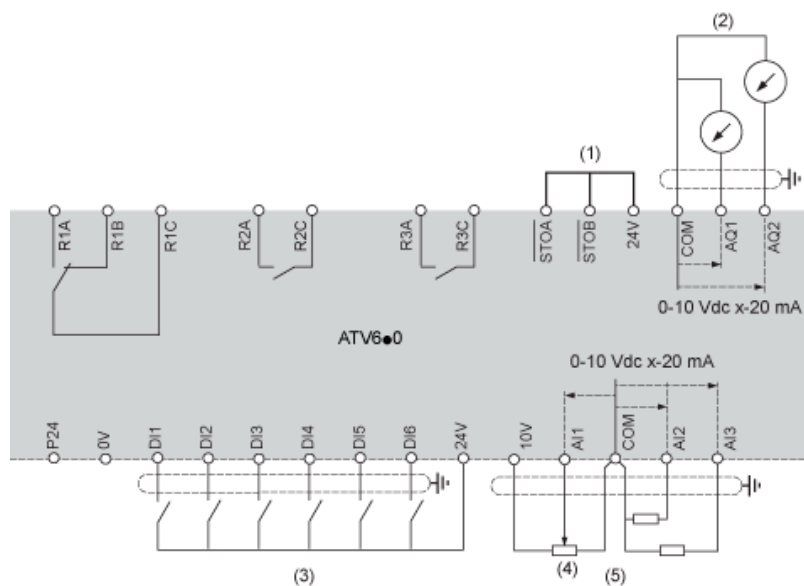 (2)
(1)
R1A R1B R1C R2A R2C R3A R3C STOA STOB 24V COM AQ1 AQ2
0-10 Vdc x-20 mA
ATV6●0
0-10 Vdc x-20 mA
P24 0V DI1 DI2 DI3 DI4 DI5 DI6 24V 10V AI1 COM AI2 AI3
(4) (5)
(3)